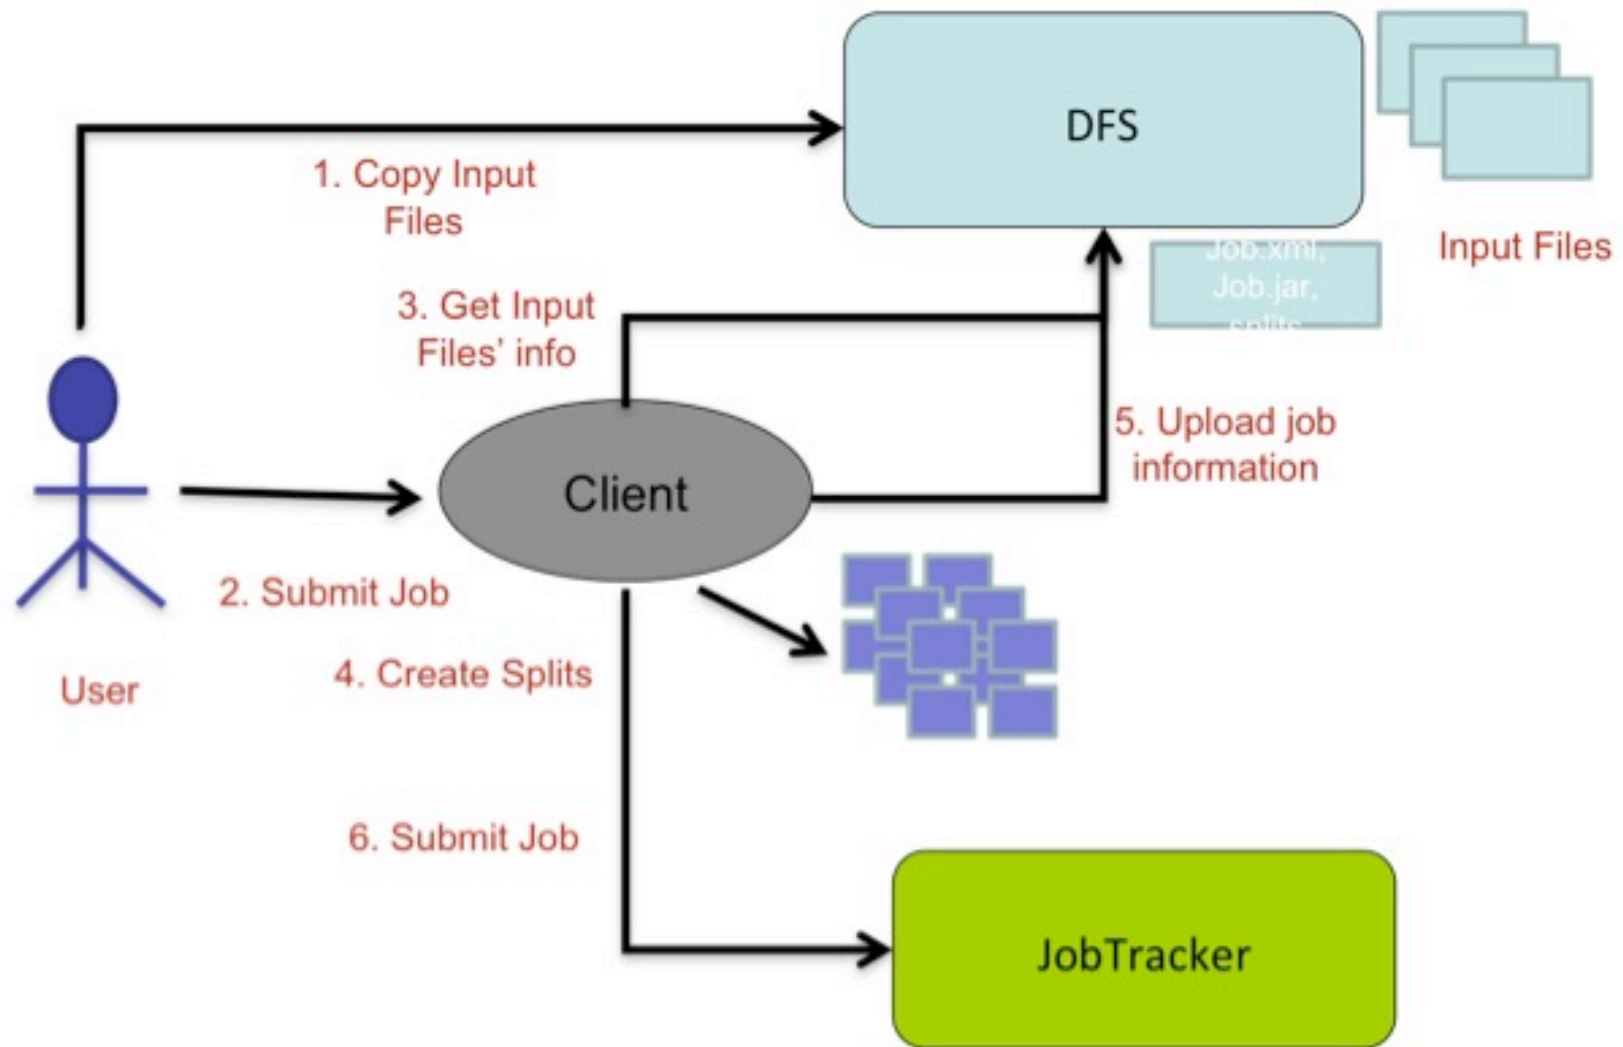 DFS
1. Copy Input
Files
Input Files
Job.xml,
Job.jar,
splits
3. Get Input
Files’ info
5. Upload job
information
Client
2. Submit Job
4. Create Splits
User
6. Submit Job
JobTracker